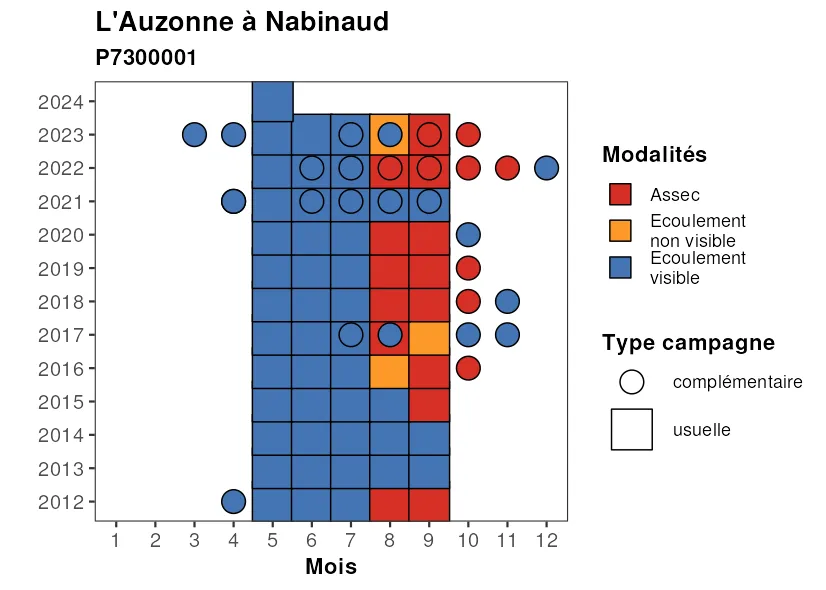 L'Auzonne à Nabinaud
P7300001
2024
2023
2022
2021
2020
2019
2018
2017
2016
2015
2014
2013
2012
1 2 3 4 5 6 7 8 9 10 11 12
Mois
Modalités
Assec
Ecoulement
non visible
Ecoulement
visible
Type campagne
complémentaire
usuelle